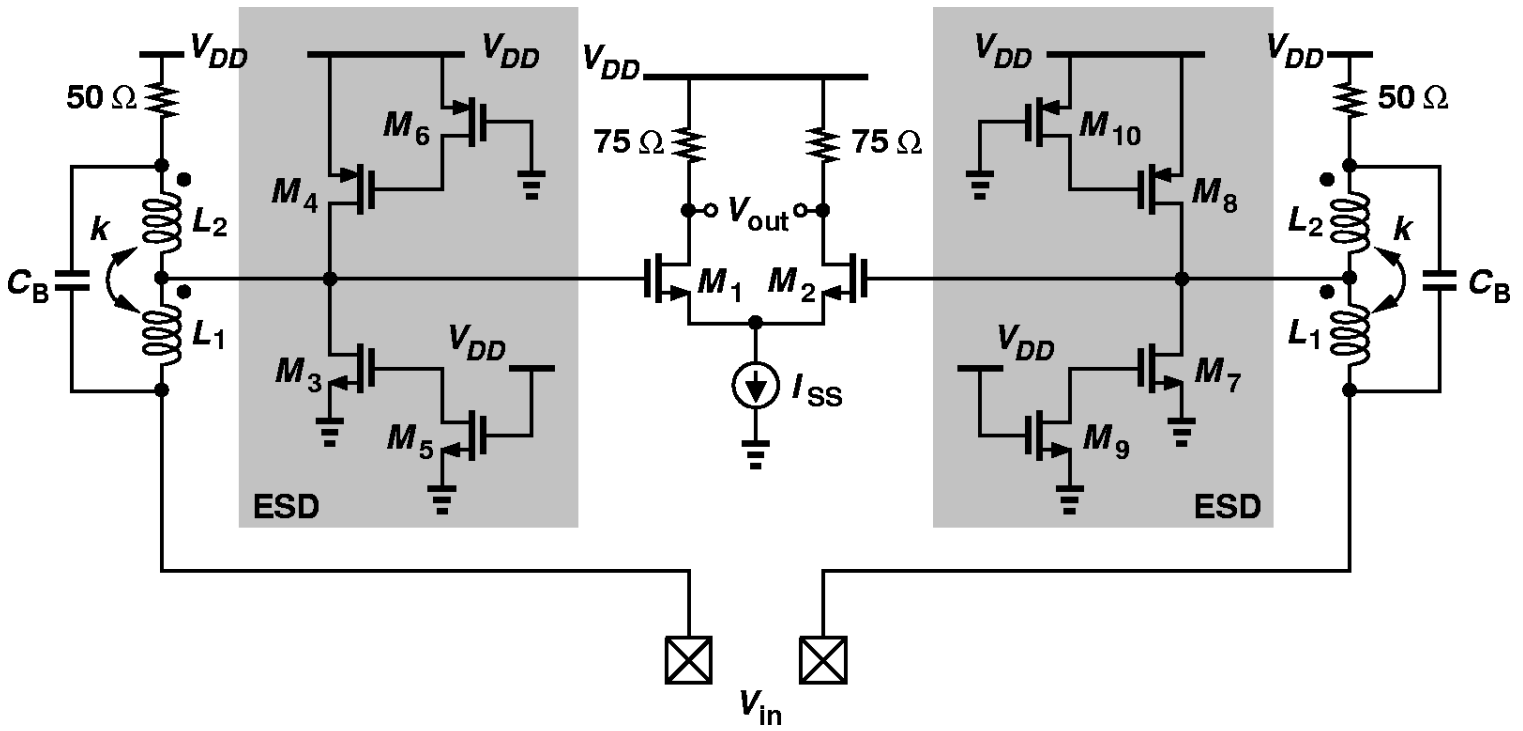 V_DD V_DD V_DD V_DD V_DD
50 Ω 50 Ω
M_6 75 Ω 75 Ω M_10
M_4 M_8
k L_2 V_out L_2 k
C_B M_1 M_2 C_B
L_1 L_1
V_DD V_DD
M_3 I_SS M_7
M_5 M_9
ESD ESD
V_in